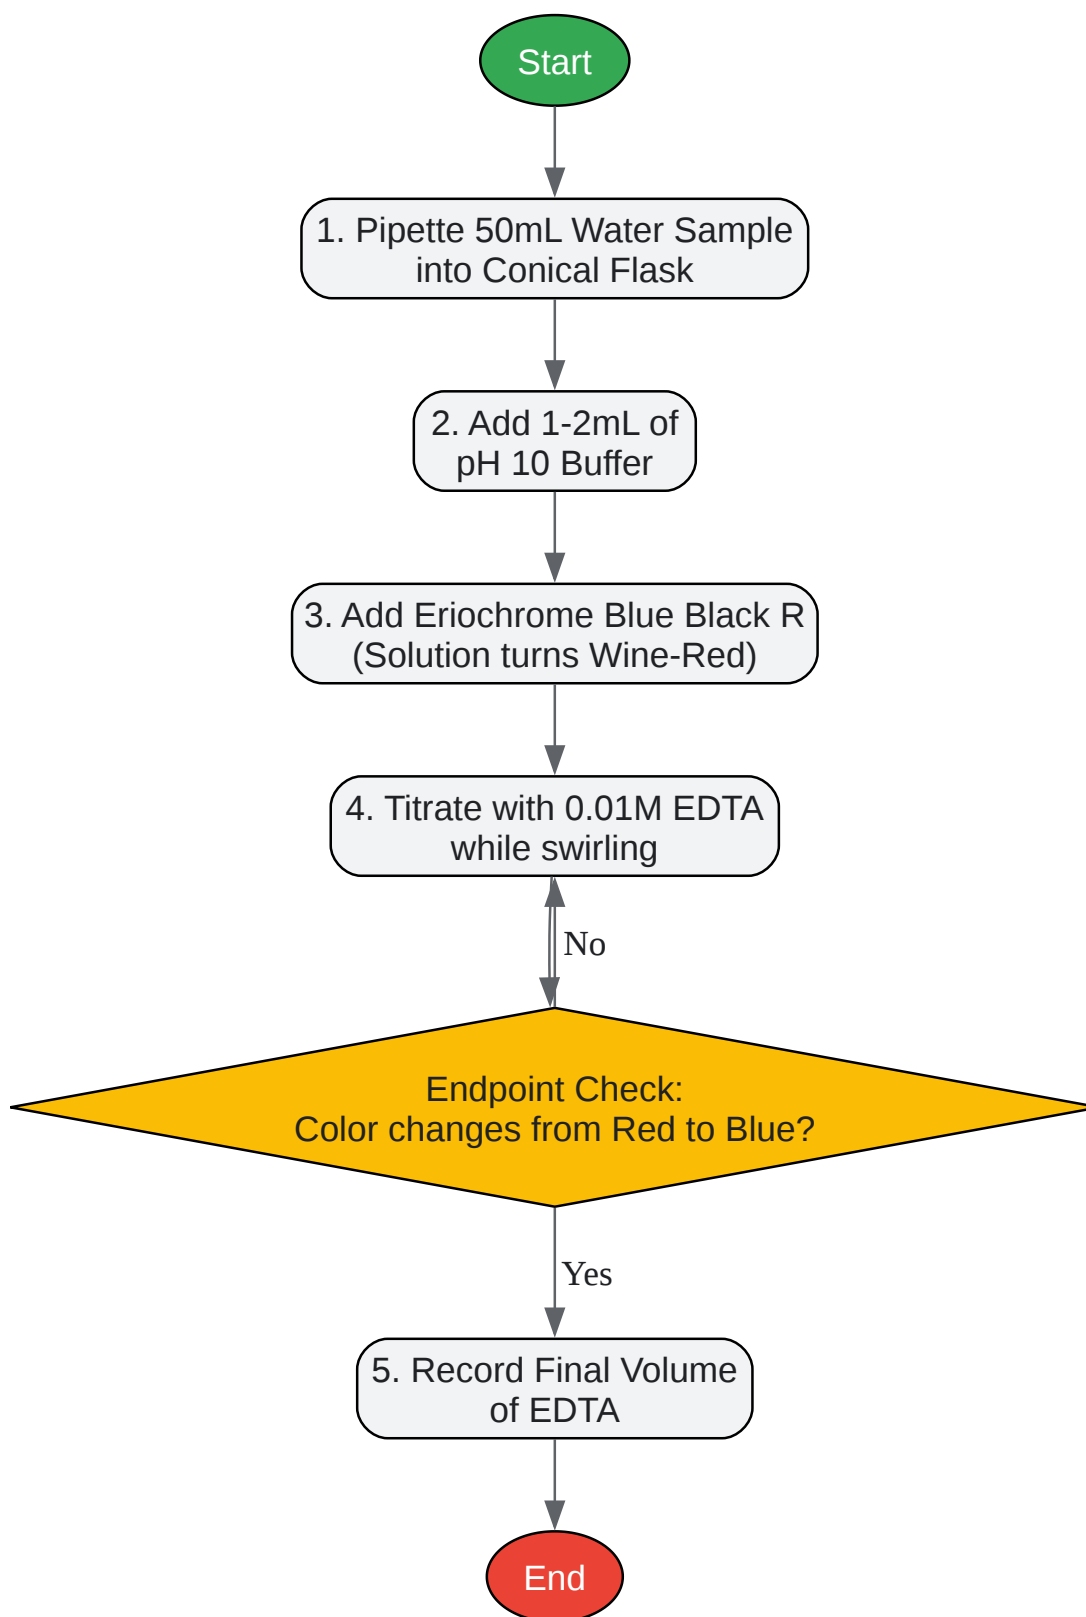 Start
1. Pipette 50mL Water Sample
into Conical Flask
2. Add 1-2mL of
pH 10 Buffer
3. Add Eriochrome Blue Black R
(Solution turns Wine-Red)
4. Titrate with 0.01M EDTA
while swirling
No
Endpoint Check:
Color changes from Red to Blue?
Yes
5. Record Final Volume
of EDTA
End